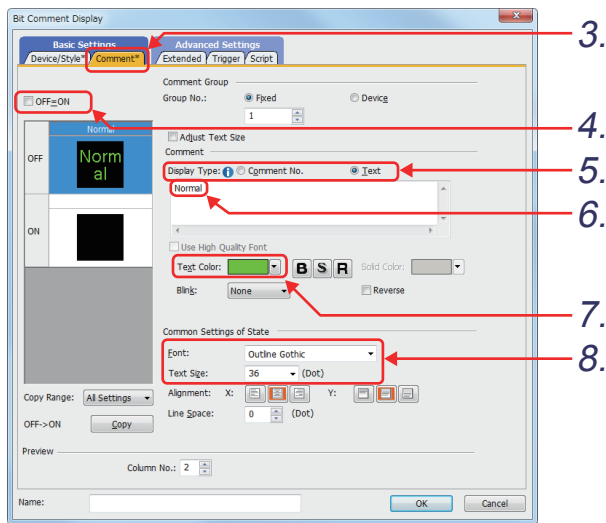 Bit Comment Display
Basic Settings Advanced Settings
Device/Style* Comment* Extended Trigger Script
3.
Comment Group
OFF=ON Group No.: Fixed Device
1
4.
Normal
Adjust Text Size
Comment
OFF Norm
al
Display Type: Comment No. Text
5.
Normal
6.
ON
Use High Quality Font
Text Color: B S R Solid Color:
Blink: None Reverse
7.
Common Settings of State
Font: Outline Gothic
8.
Text Size: 36 (Dot)
Copy Range: All Settings Alignment: X: Y:
Line Space: 0 (Dot)
OFF->ON Copy
Preview
Column No.: 2
Name: OK Cancel